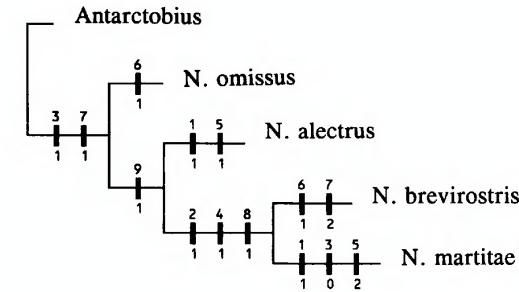 Antarctobius
6
N. omissus
1
3 7
1 1
1 5
N. alectrus
1 1
9
1
6 7
N. brevirostris
1 2
2 4 8
1 1 1
1 3 5
N. martitae
1 0 2